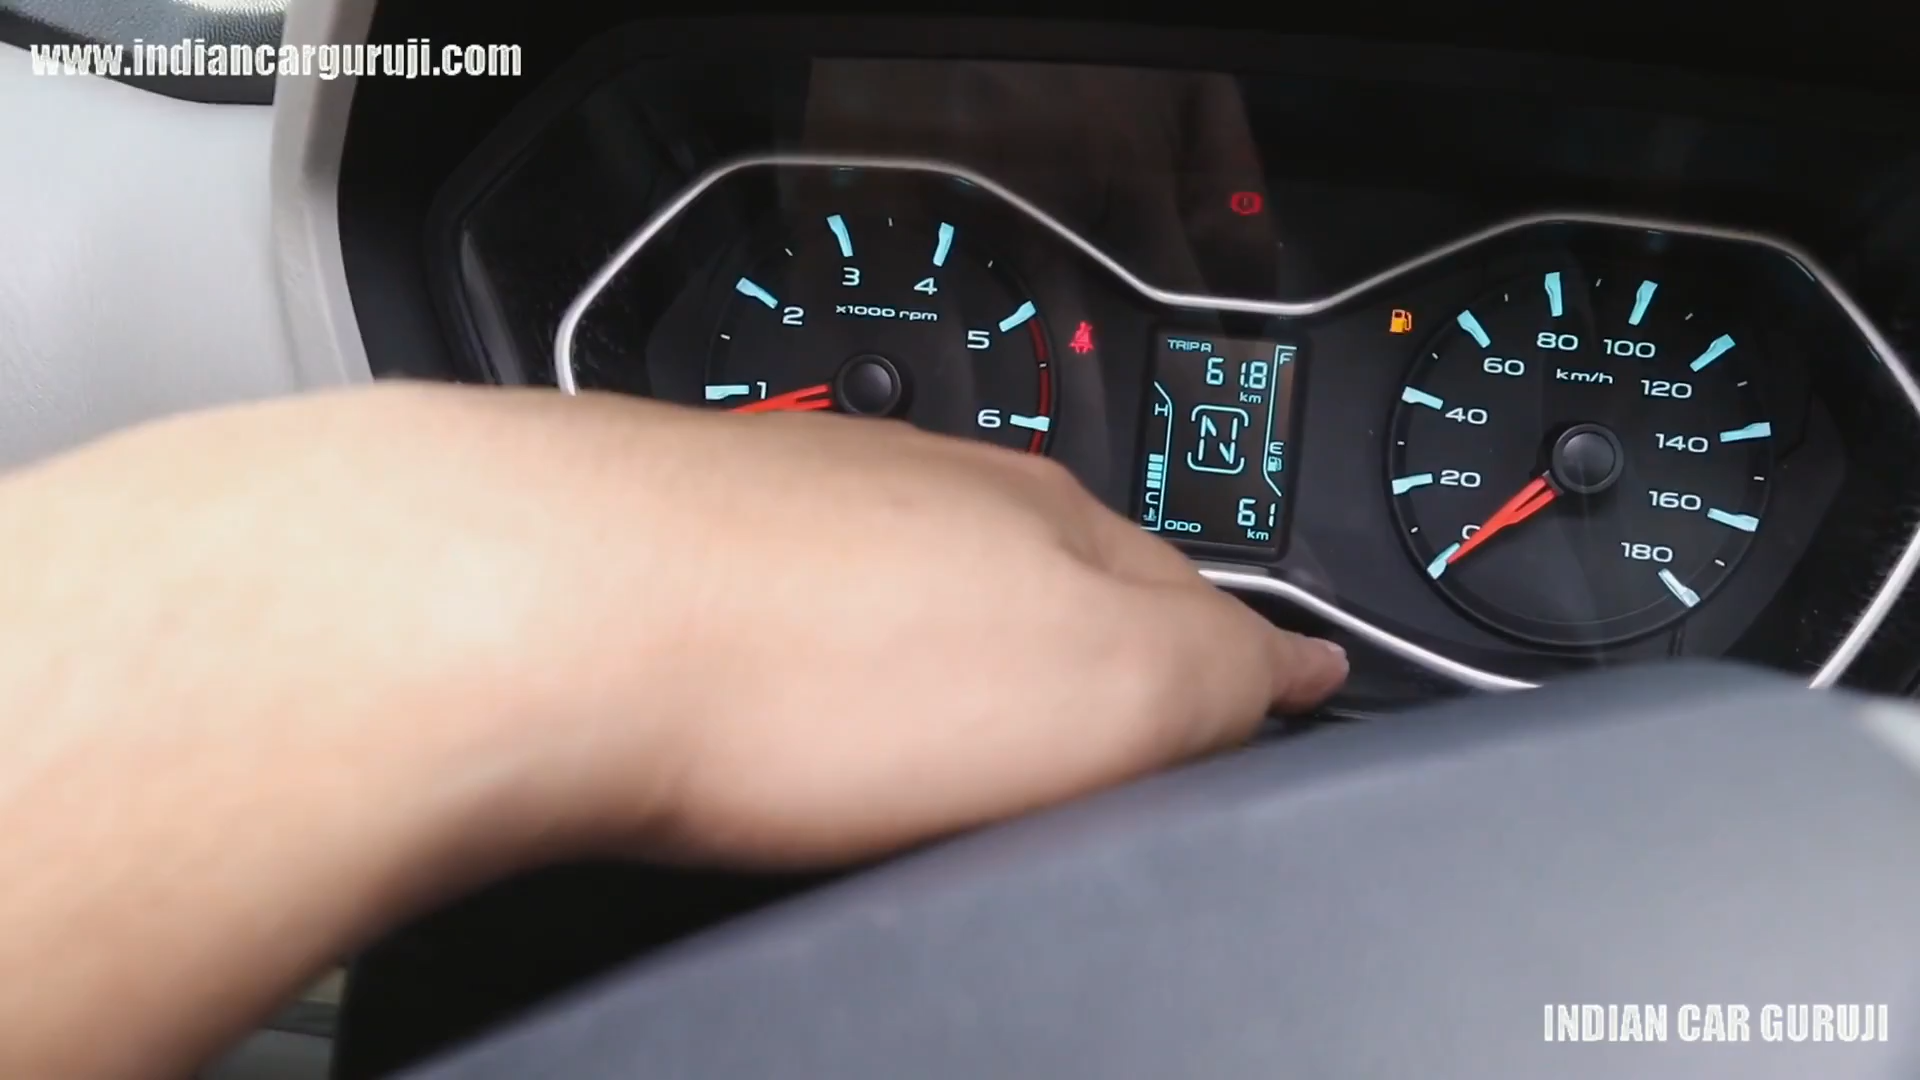 www.indiancarguruji.com
3
4
2
x1000 rpm
5
1
6
TRIP A
61.8
km
F
H
N
E
C
ODO
61
km
80
100
60
km/h
120
40
140
20
160
0
180
INDIAN CAR GURUJI